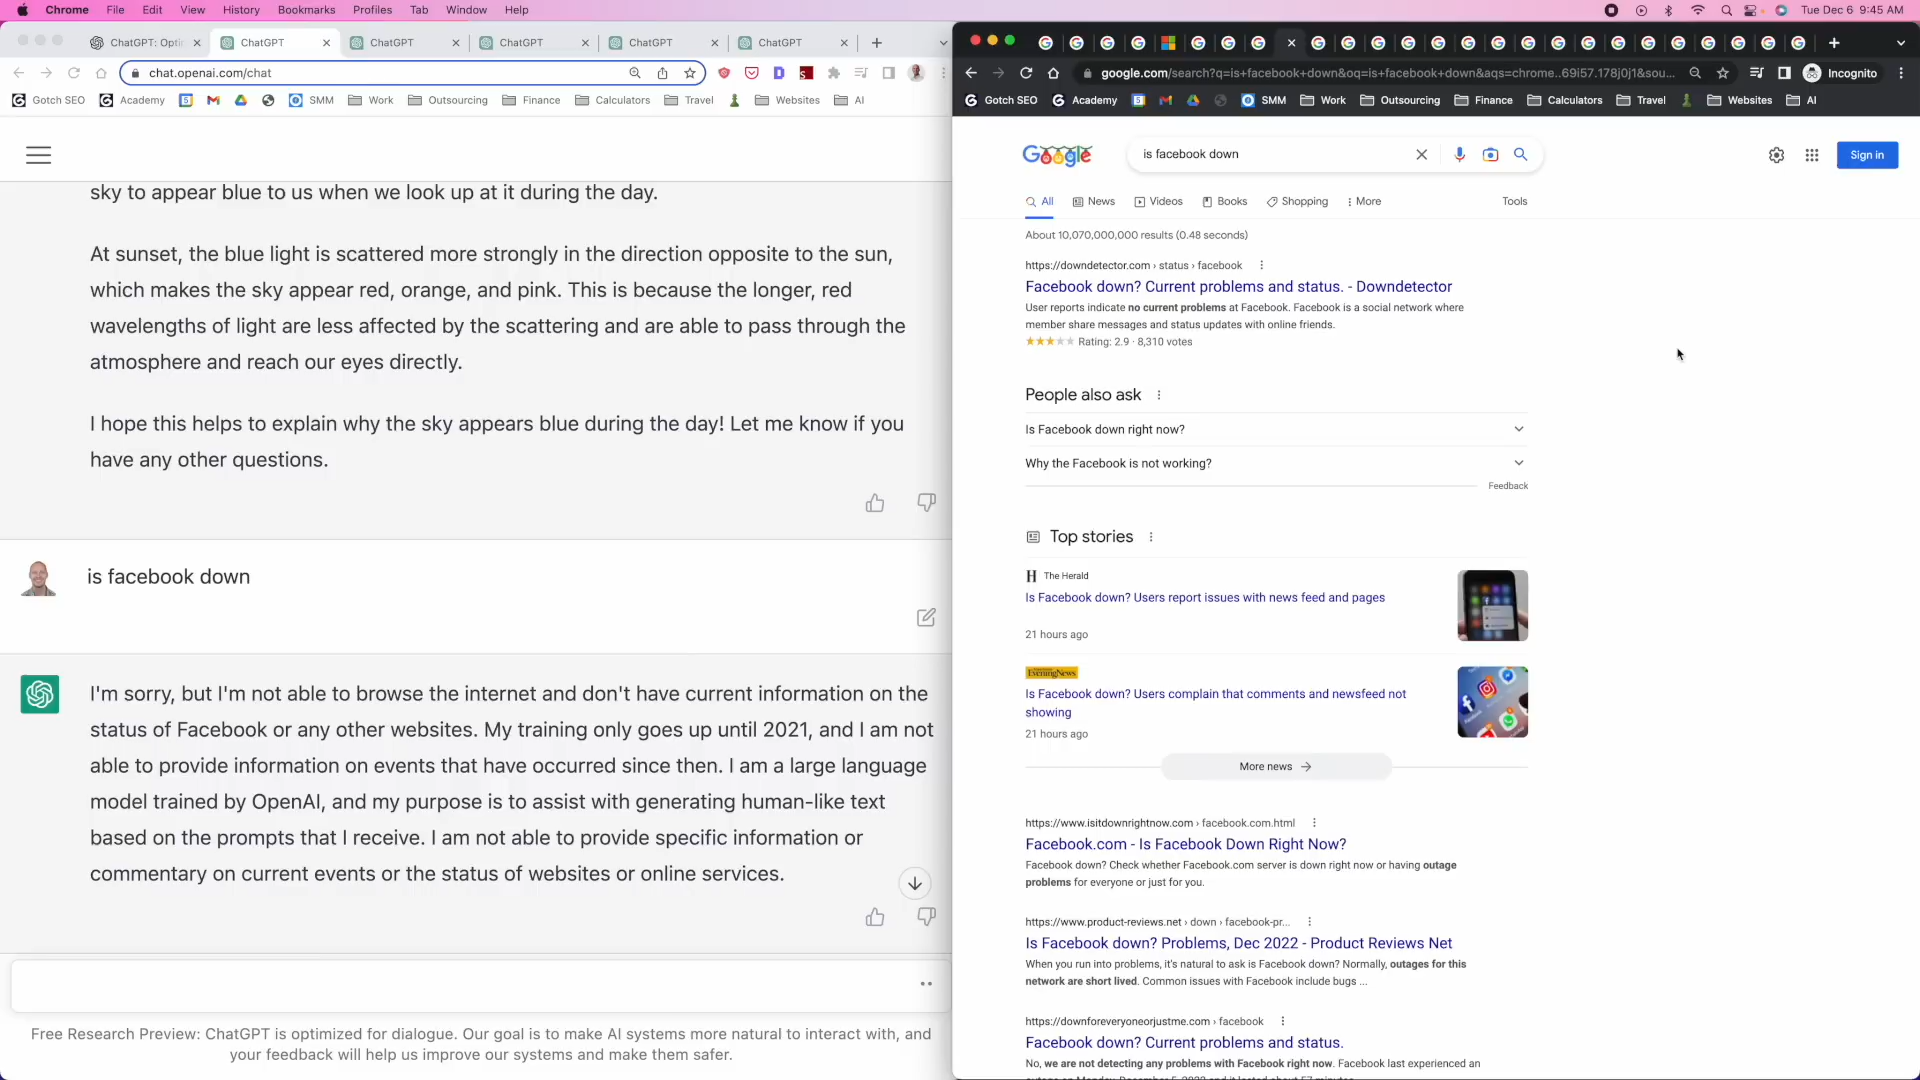 Chrome File Edit View History Bookmarks Profiles Tab Window Help
Tue Dec 6 9:45 AM
ChatGPT: Opti
ChatGPT
ChatGPT
ChatGPT
ChatGPT
ChatGPT
chat.openai.com/chat
Gotch SEO Academy SMM Work Outsourcing Finance Calculators Travel Websites AI
sky to appear blue to us when we look up at it during the day.
At sunset, the blue light is scattered more strongly in the direction opposite to the sun,
which makes the sky appear red, orange, and pink. This is because the longer, red
wavelengths of light are less affected by the scattering and are able to pass through the
atmosphere and reach our eyes directly.
I hope this helps to explain why the sky appears blue during the day! Let me know if you
have any other questions.
is facebook down
I'm sorry, but I'm not able to browse the internet and don't have current information on the
status of Facebook or any other websites. My training only goes up until 2021, and I am not
able to provide information on events that have occurred since then. I am a large language
model trained by OpenAI, and my purpose is to assist with generating human-like text
based on the prompts that I receive. I am not able to provide specific information or
commentary on current events or the status of websites or online services.
Free Research Preview: ChatGPT is optimized for dialogue. Our goal is to make AI systems more natural to interact with, and
your feedback will help us improve our systems and make them safer.
google.com/search?q=is+facebook+down&oq=is+facebook+down&aqs=chrome..69i57.178j0j1&sou...
Incognito
Gotch SEO Academy SMM Work Outsourcing Finance Calculators Travel Websites AI
Google
is facebook down
Sign in
All News Videos Books Shopping More Tools
About 10,070,000,000 results (0.48 seconds)
https://downdetector.com › status › facebook
Facebook down? Current problems and status. - Downdetector
User reports indicate no current problems at Facebook. Facebook is a social network where
member share messages and status updates with online friends.
Rating: 2.9 · 8,310 votes
People also ask
Is Facebook down right now?
Why the Facebook is not working?
Feedback
Top stories
H The Herald
Is Facebook down? Users report issues with news feed and pages
21 hours ago
EveningNews
Is Facebook down? Users complain that comments and newsfeed not
showing
21 hours ago
More news
https://www.isitdownrightnow.com › facebook.com.html
Facebook.com - Is Facebook Down Right Now?
Facebook down? Check whether Facebook.com server is down right now or having outage
problems for everyone or just for you.
https://www.product-reviews.net › down › facebook-pr...
Is Facebook down? Problems, Dec 2022 - Product Reviews Net
When you run into problems, it's natural to ask is Facebook down? Normally, outages for this
network are short lived. Common issues with Facebook include bugs ...
https://downforeveryoneorjustme.com › facebook
Facebook down? Current problems and status.
No, we are not detecting any problems with Facebook right now. Facebook last experienced an